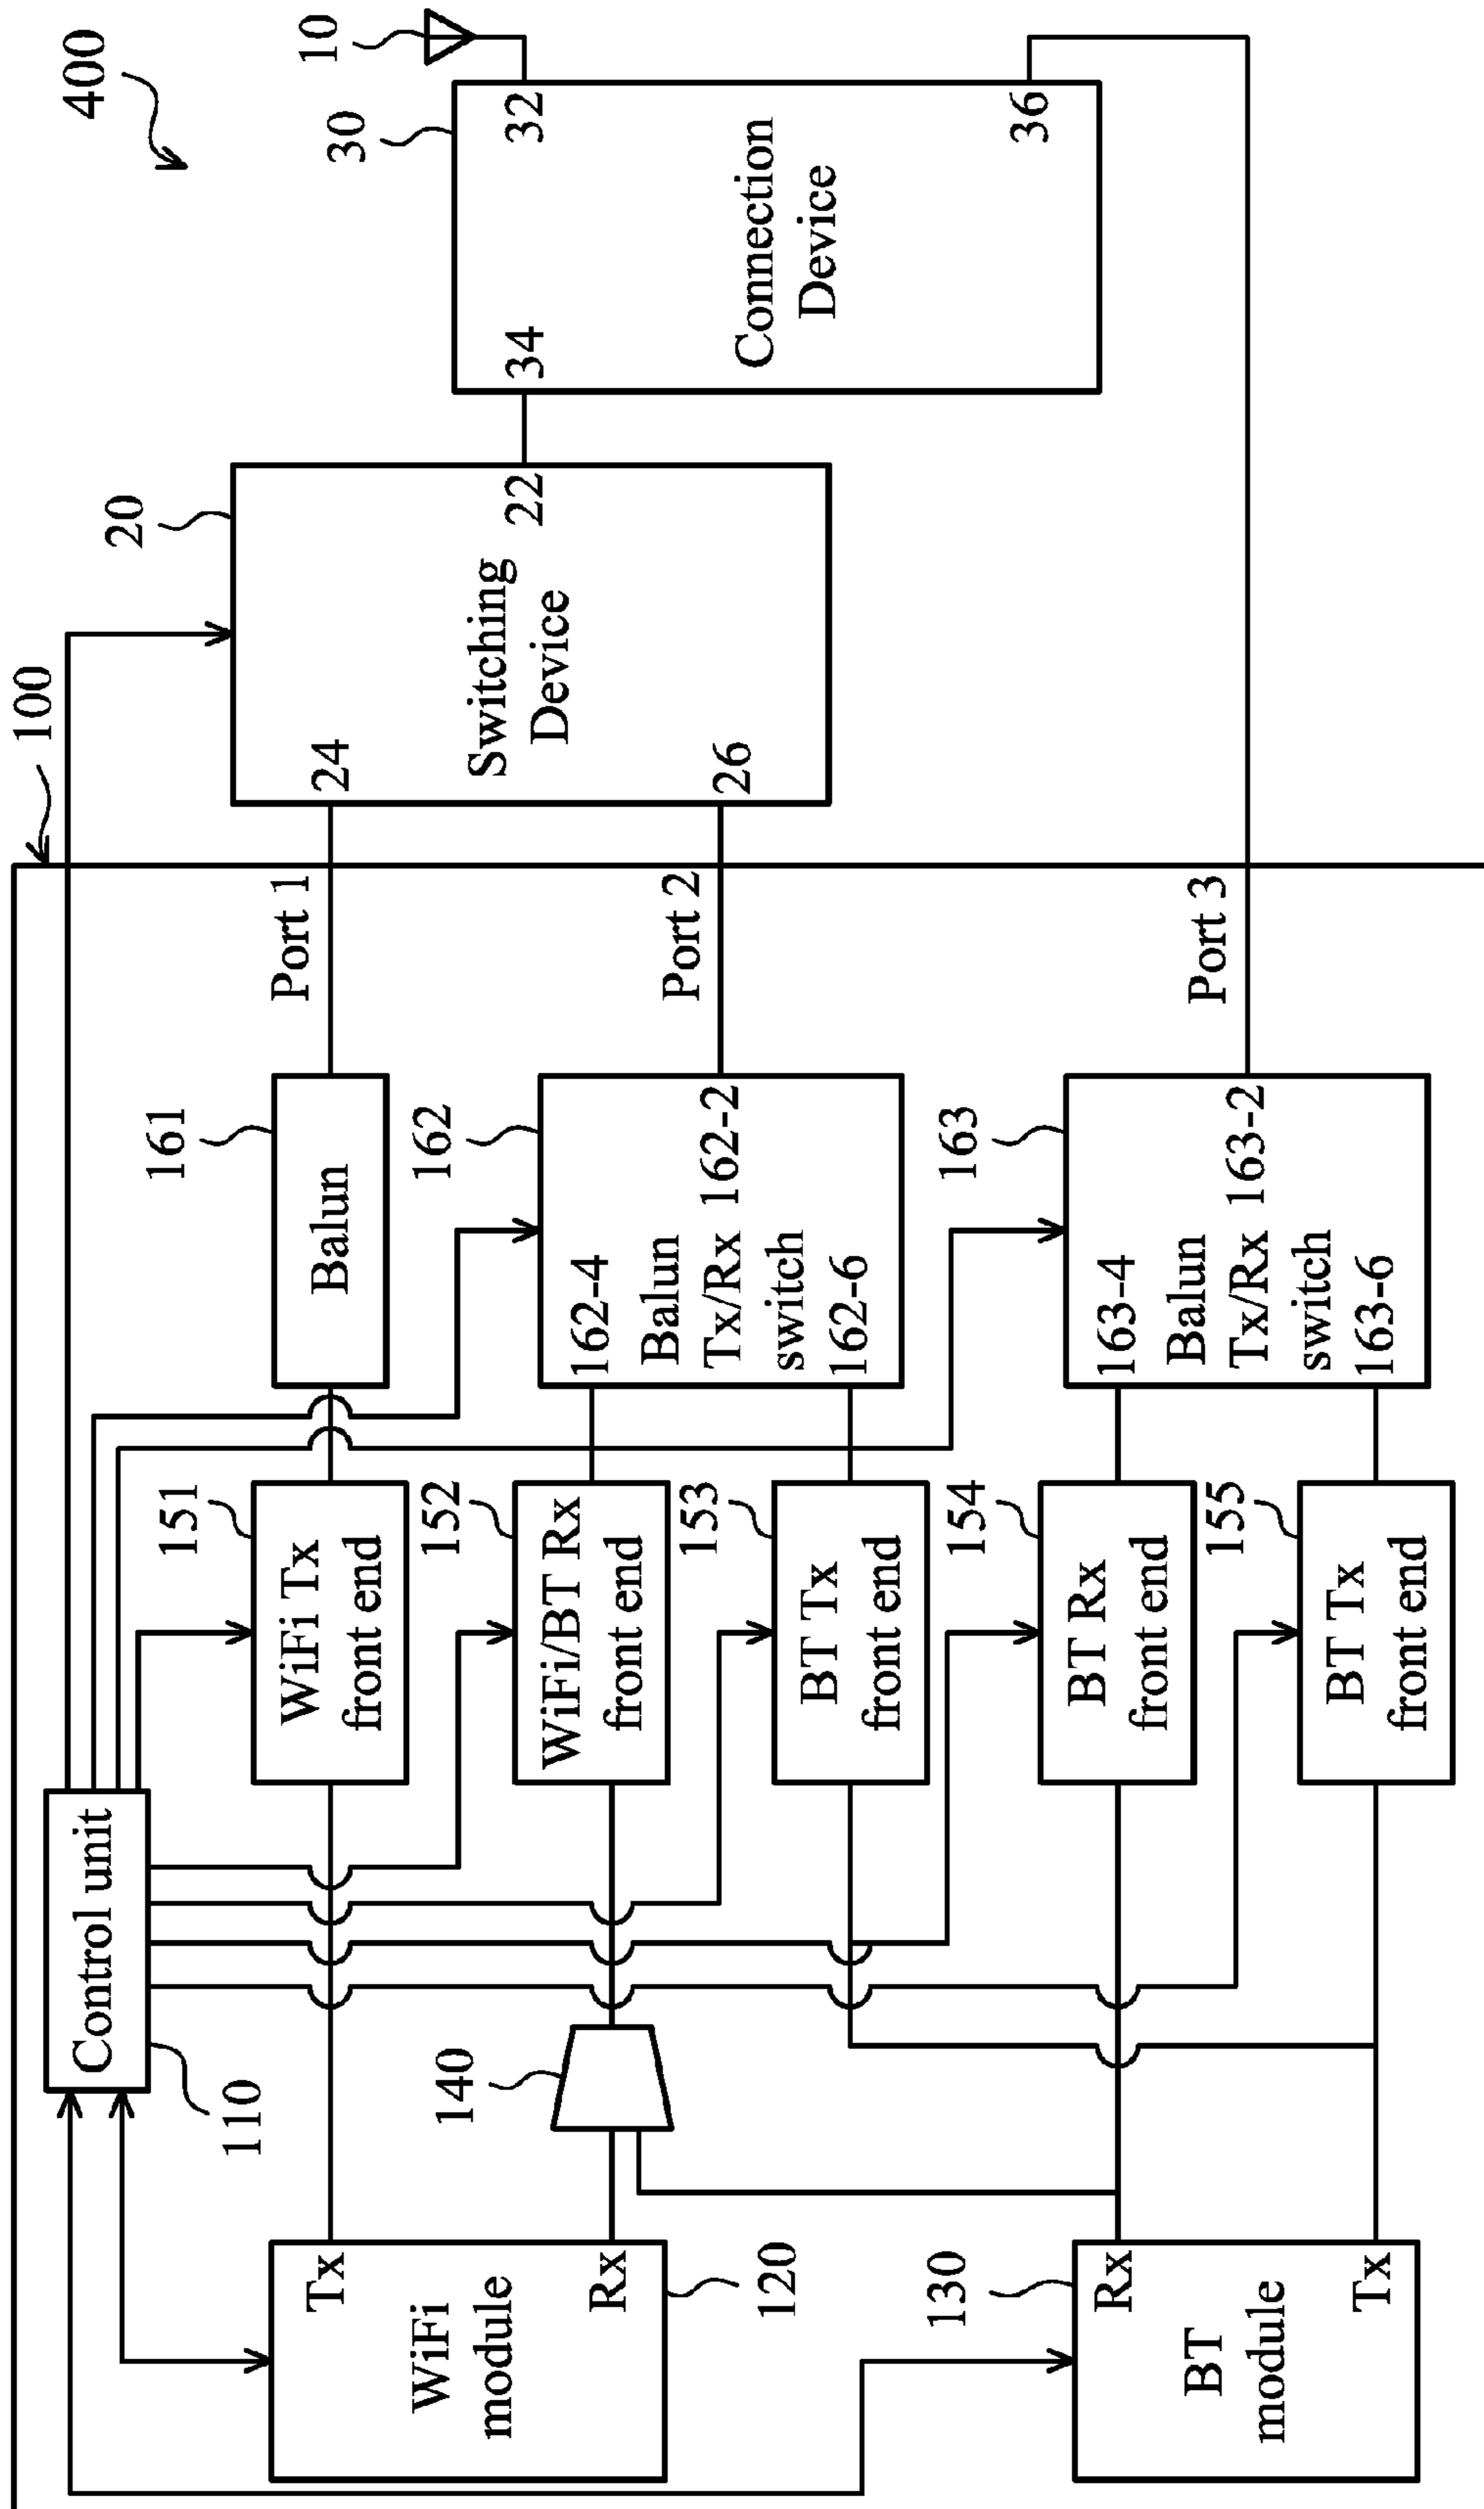 400
100
10
30
32
34
36
Connection
Device
20
22
24
26
Switching
Device
Port 1
Port 2
Port 3
161
Balun
162
162-4
Balun
Tx/Rx 162-2
switch
162-6
163
163-4
Balun
Tx/Rx 163-2
switch
163-6
151
WiFi Tx
front end
152
WiFi/BT Rx
front end
153
BT Tx
front end
154
BT Rx
front end
155
BT Tx
front end
Control unit
110
140
Tx
WiFi
module
Rx
120
130
Rx
BT
module
Tx